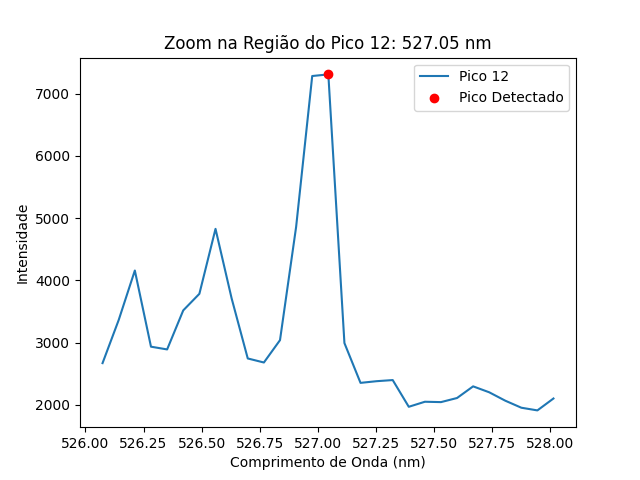 Zoom na Região do Pico 12: 527.05 nm
Pico 12
Pico Detectado
7000
6000
5000
4000
3000
2000
Intensidade
526.00 526.25 526.50 526.75 527.00 527.25 527.50 527.75 528.00
Comprimento de Onda (nm)